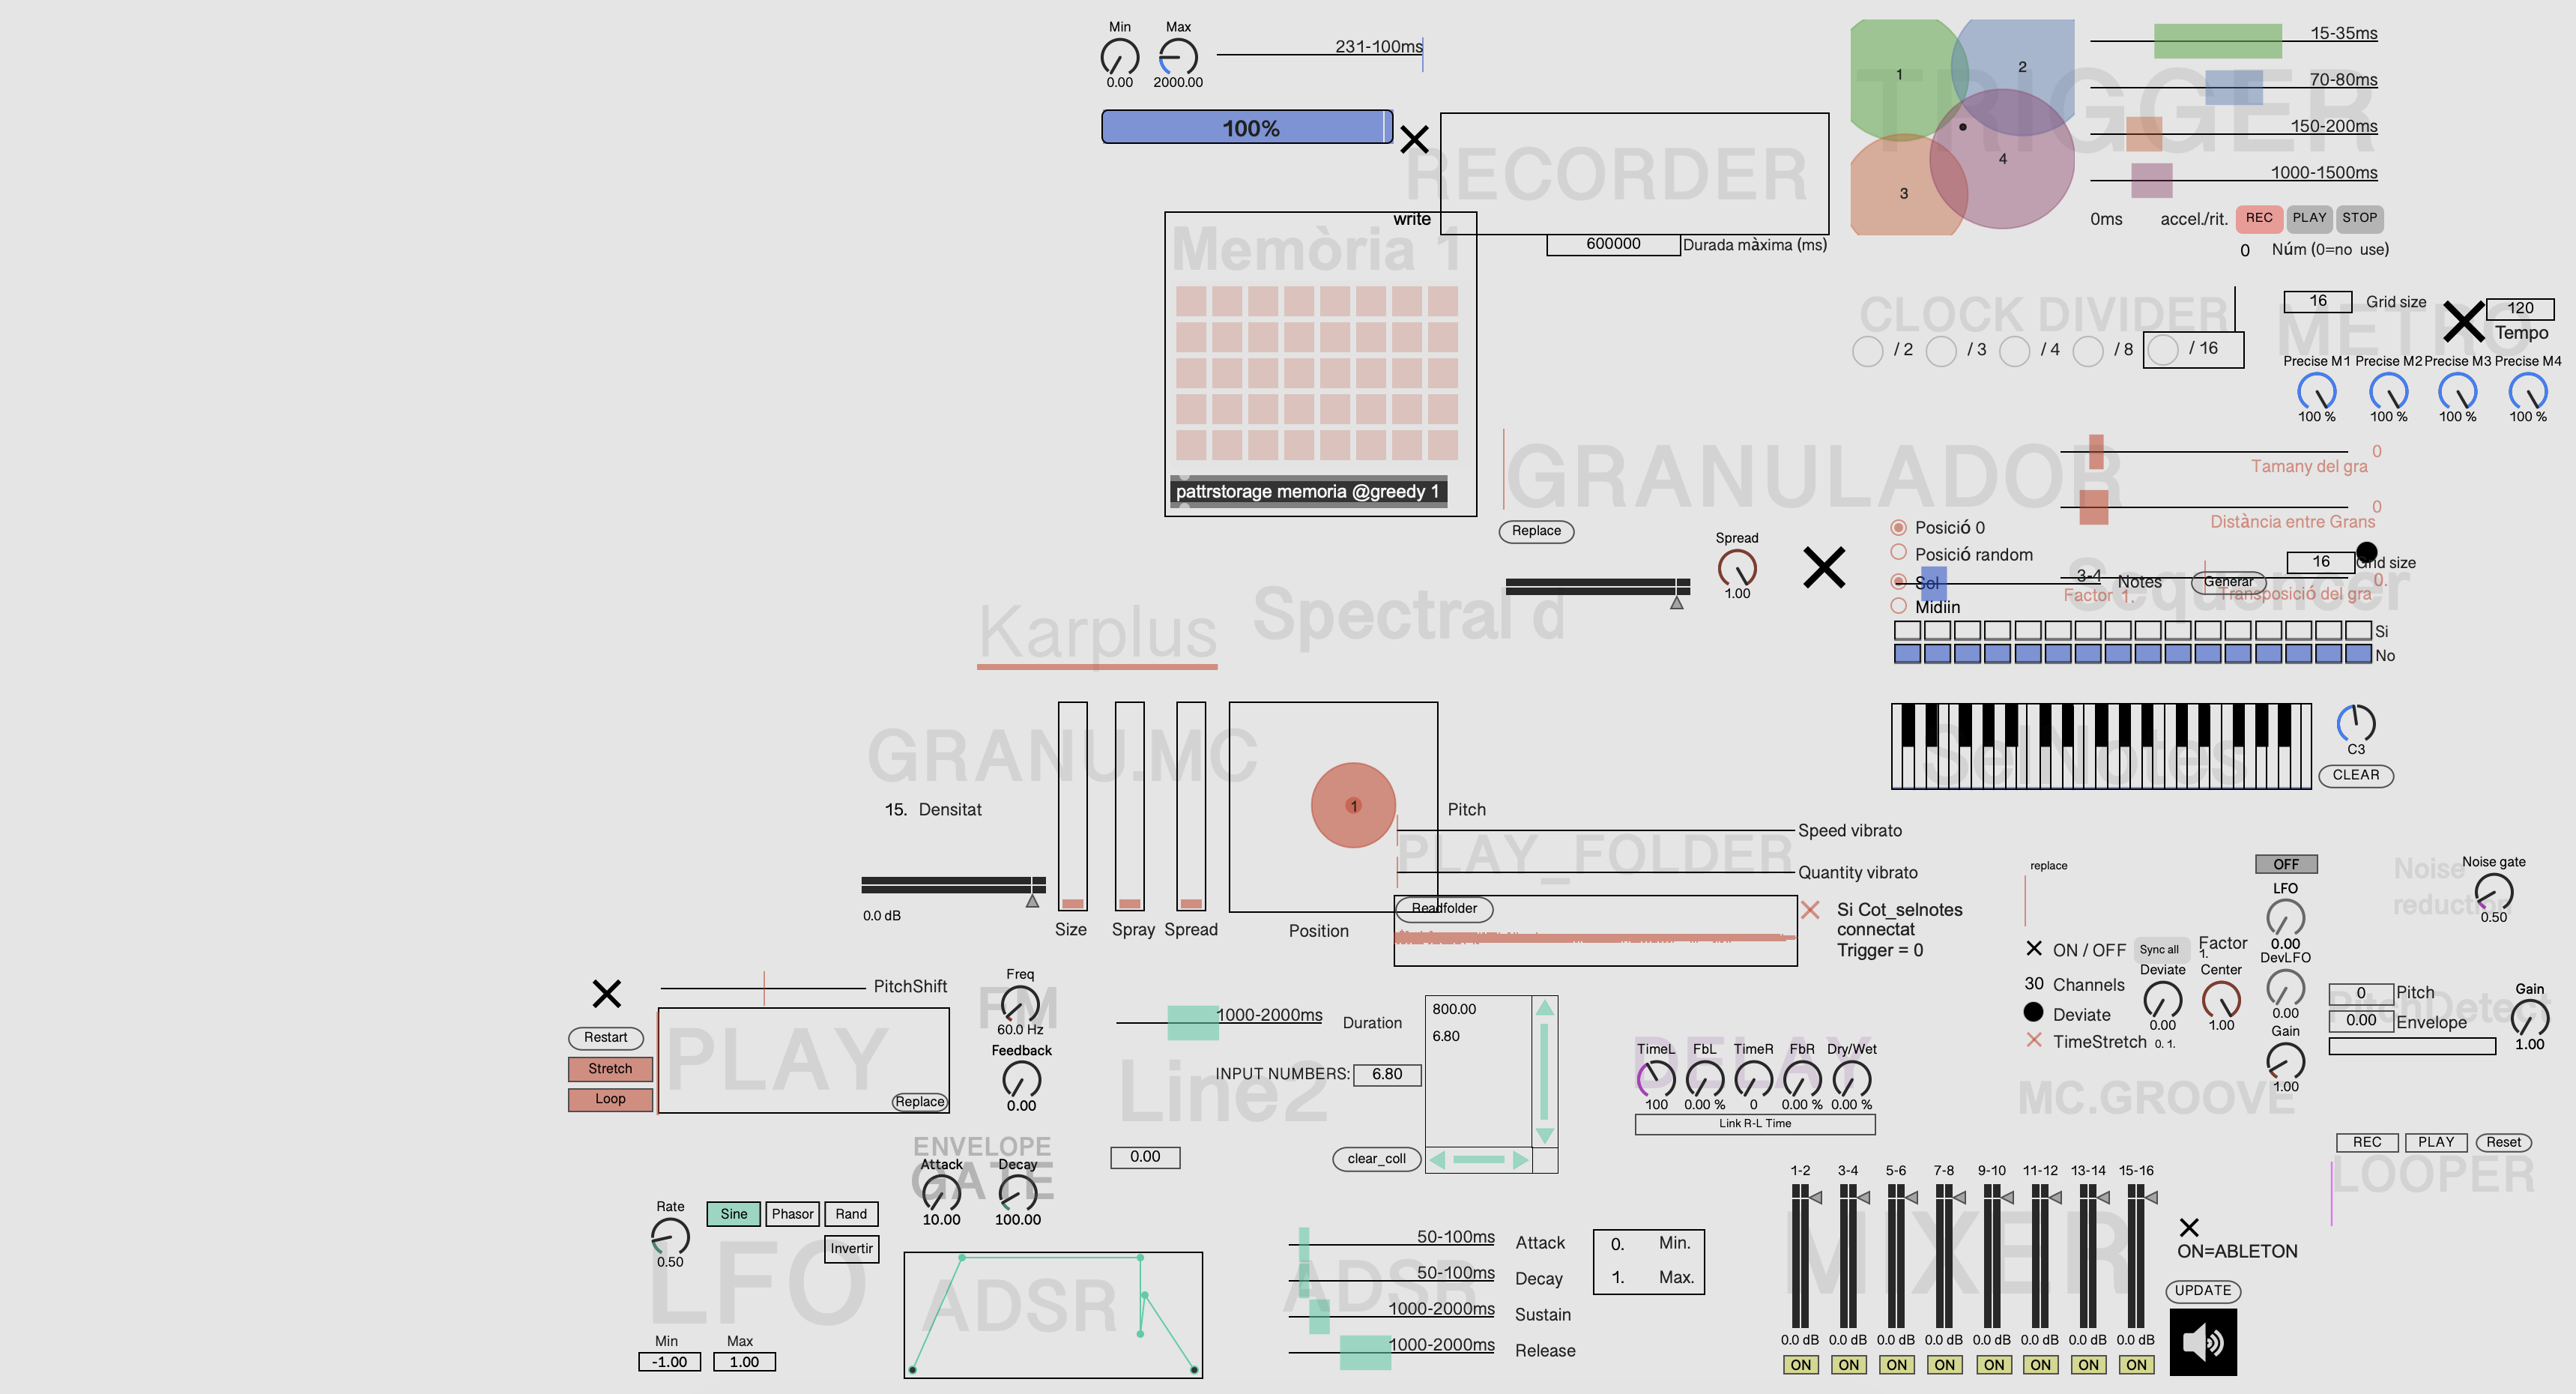 Min
Max
0.00
2000.00
231-100ms
100%
RECORDER
write
600000
Durada màxima (ms)
1
2
3
4
TRIGGER
15-35ms
70-80ms
150-200ms
1000-1500ms
0ms
accel./rit.
REC
PLAY
STOP
0
Núm (0=no use)
Memòria 1
pattrstorage memoria @greedy 1
CLOCK DIVIDER
/ 2
/ 3
/ 4
/ 8
/ 16
16
Grid size
METRO
120
Tempo
Precise M1
Precise M2
Precise M3
Precise M4
100 %
100 %
100 %
100 %
GRANULADOR
0
Tamany del gra
0
Distància entre Grans
Replace
Spread
1.00
Posició 0
Posició random
Sol
Midiin
3-4
Notes
Factor 1.
Generar
16
Grid size
0.
Transposició del gra
Sequencer
Si
No
Karplus
Spectral d
SelNotes
C3
CLEAR
GRANU.MC
15. Densitat
0.0 dB
Size
Spray
Spread
1
Position
Pitch
PLAY_FOLDER
Speed vibrato
Quantity vibrato
Readfolder
Si Cot_selnotes
connectat
Trigger = 0
replace
ON / OFF
Sync all
Factor
1.
30 Channels
Deviate
TimeStretch
0. 1.
Deviate
0.00
Center
1.00
MC.GROOVE
OFF
LFO
0.00
DevLFO
0.00
Gain
1.00
Noise
reduction
Noise gate
0.50
PitchDetect
0
Pitch
0.00
Envelope
Gain
1.00
PitchShift
Restart
Stretch
Loop
PLAY
Replace
FM
Freq
60.0 Hz
Feedback
0.00
1000-2000ms
Duration
Line2
INPUT NUMBERS:
6.80
0.00
800.00
6.80
clear_coll
DELAY
TimeL
FbL
TimeR
FbR
Dry/Wet
100
0.00 %
0
0.00 %
0.00 %
Link R-L Time
REC
PLAY
Reset
LOOPER
ENVELOPE
GATE
Attack
Decay
10.00
100.00
Rate
0.50
Sine
Phasor
Rand
Invertir
LFO
Min
Max
-1.00
1.00
ADSR
ADSR
50-100ms
Attack
50-100ms
Decay
1000-2000ms
Sustain
1000-2000ms
Release
0.
Min.
1.
Max.
MIXER
1-2
3-4
5-6
7-8
9-10
11-12
13-14
15-16
0.0 dB
0.0 dB
0.0 dB
0.0 dB
0.0 dB
0.0 dB
0.0 dB
0.0 dB
ON
ON
ON
ON
ON
ON
ON
ON
ON=ABLETON
UPDATE